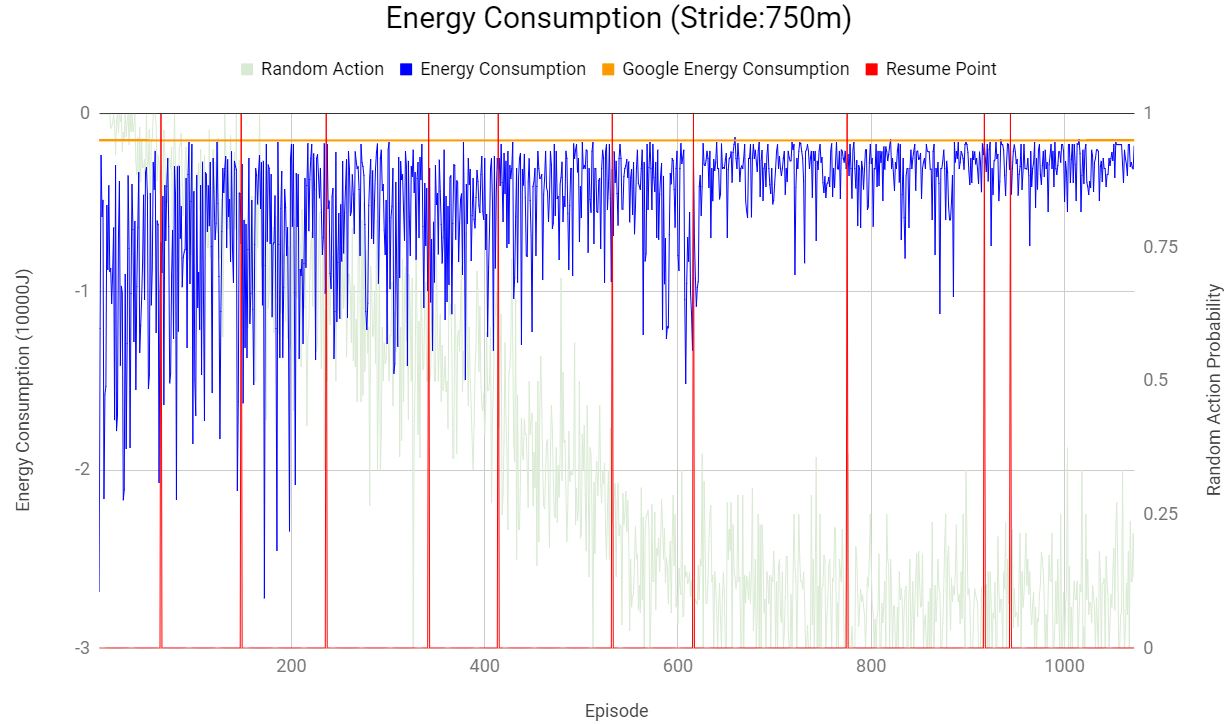 Energy Consumption (Stride:750m)
Random Action Energy Consumption Google Energy Consumption Resume Point
0
-1
-2
-3
Energy Consumption (10000J)
1
0.75
0.5
0.25
0
Random Action Probability
200 400 600 800 1000
Episode